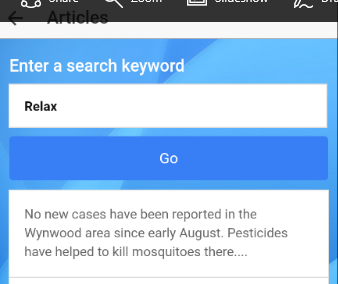 Share Zoom Slideshow
Articles
Enter a search keyword
Relax
Go
No new cases have been reported in the
Wynwood area since early August. Pesticides
have helped to kill mosquitoes there....